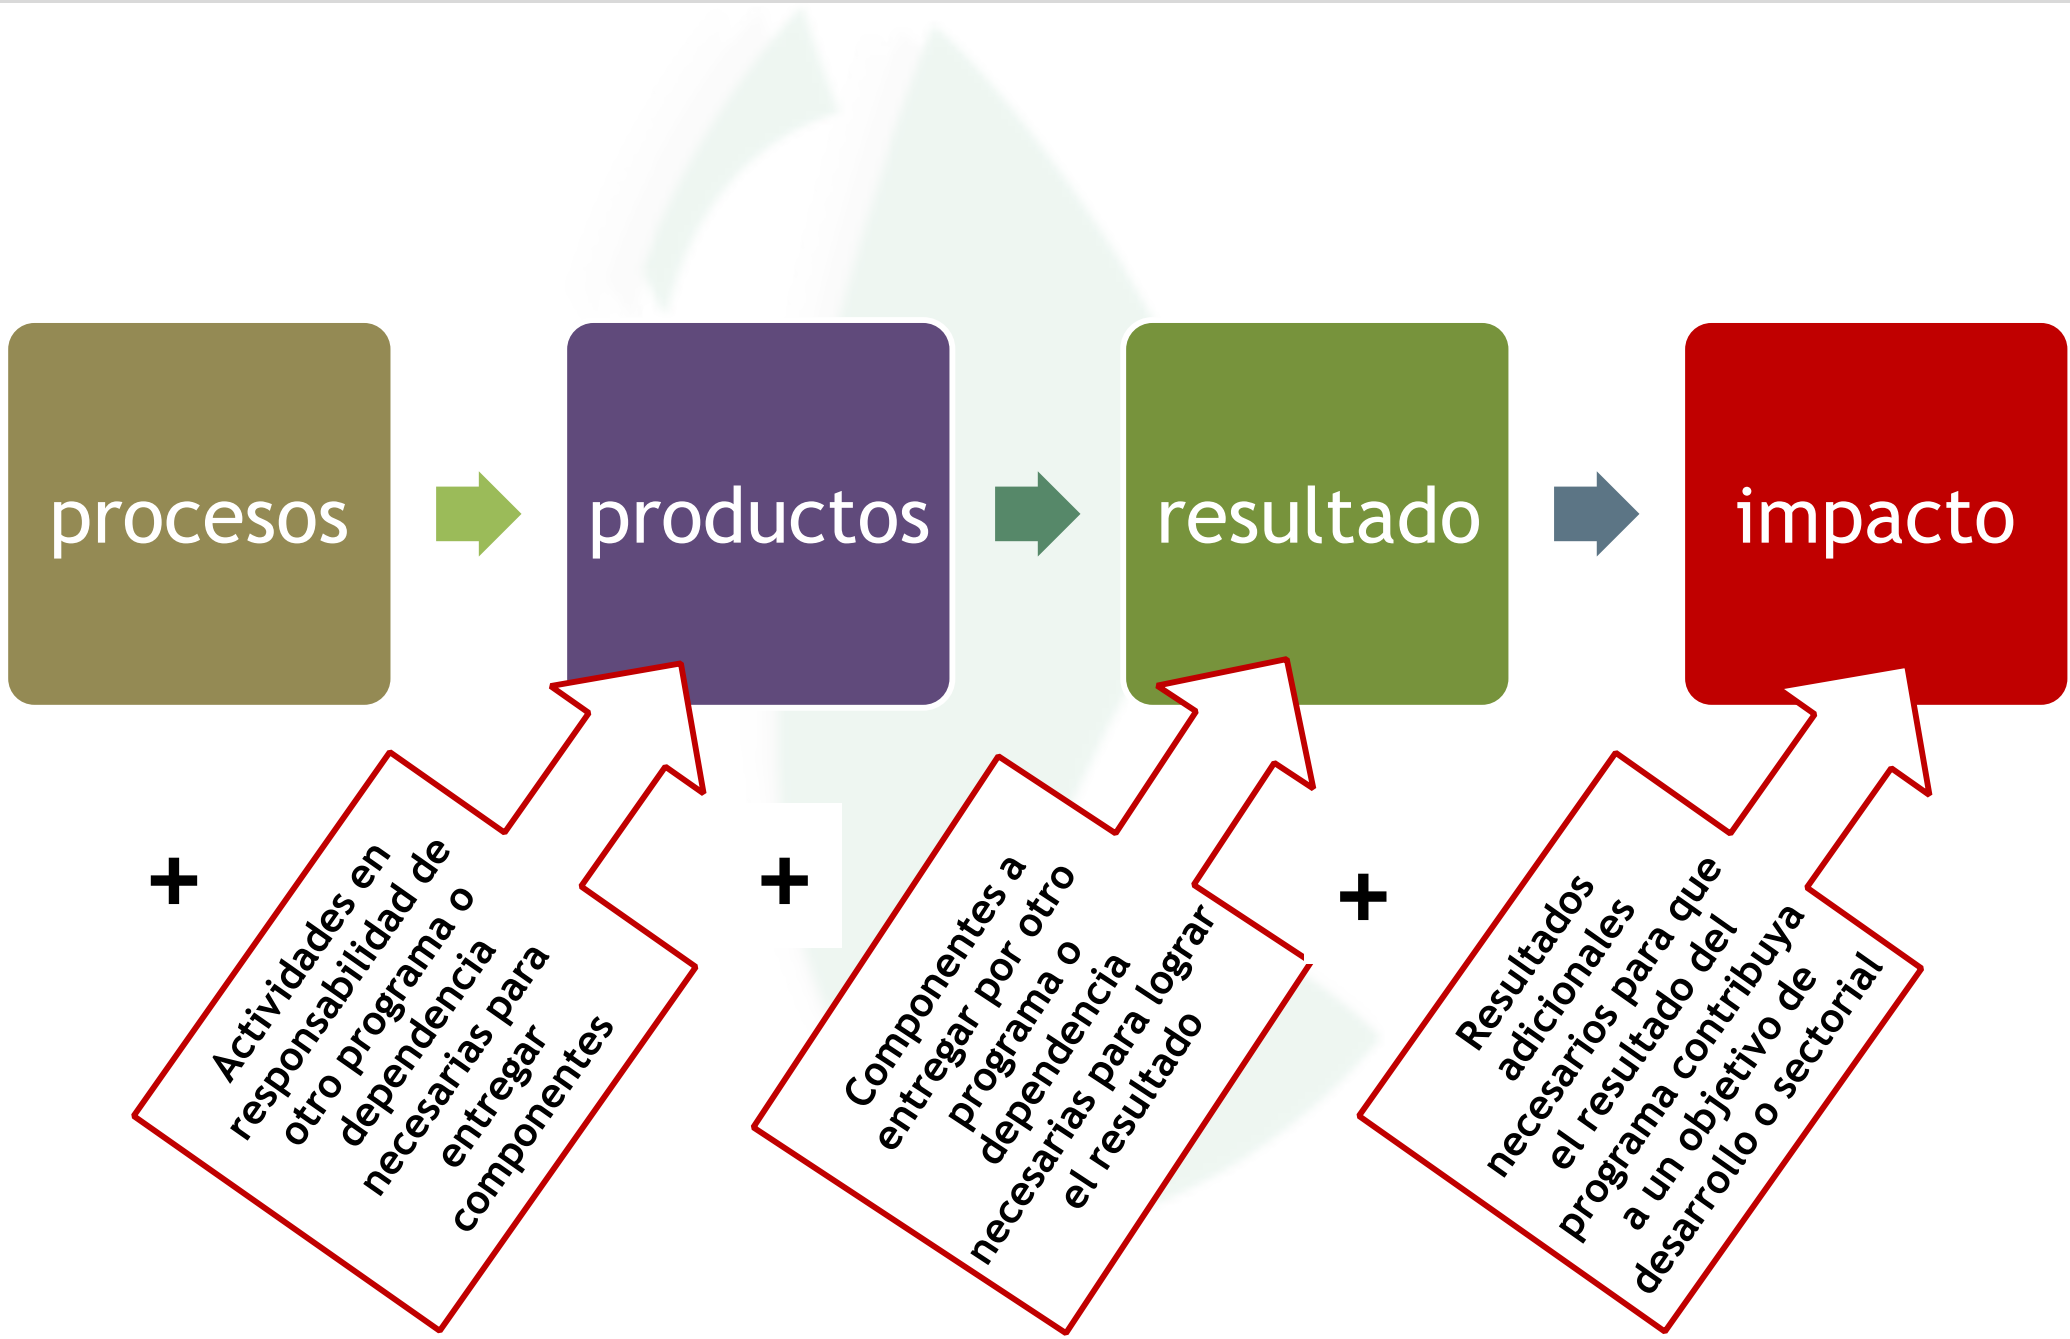 procesos
productos
resultado
impacto
+
Actividades en
responsabilidad de
otro programa o
dependencia
necesarias para
entregar
componentes
+
Componentes a
entregar por otro
programa o
dependencia
necesarias para lograr
el resultado
+
Resultados
adicionales
necesarios para que
el resultado del
programa contribuya
a un objetivo de
desarrollo o sectorial